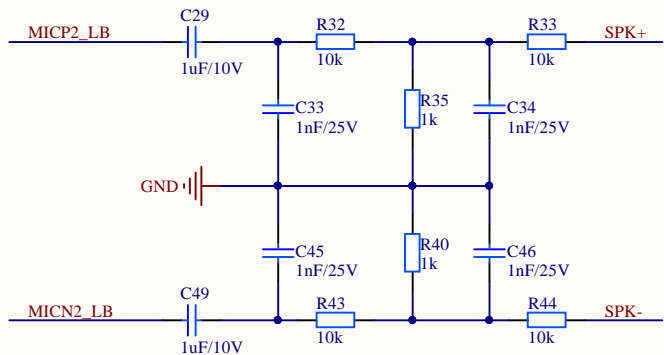 C29
R32
R33
MICP2_LB
SPK+
1uF/10V
10k
10k
C33
R35
C34
1nF/25V
1k
1nF/25V
GND
C45
R40
C46
1nF/25V
1k
1nF/25V
C49
R43
R44
MICN2_LB
SPK-
1uF/10V
10k
10k